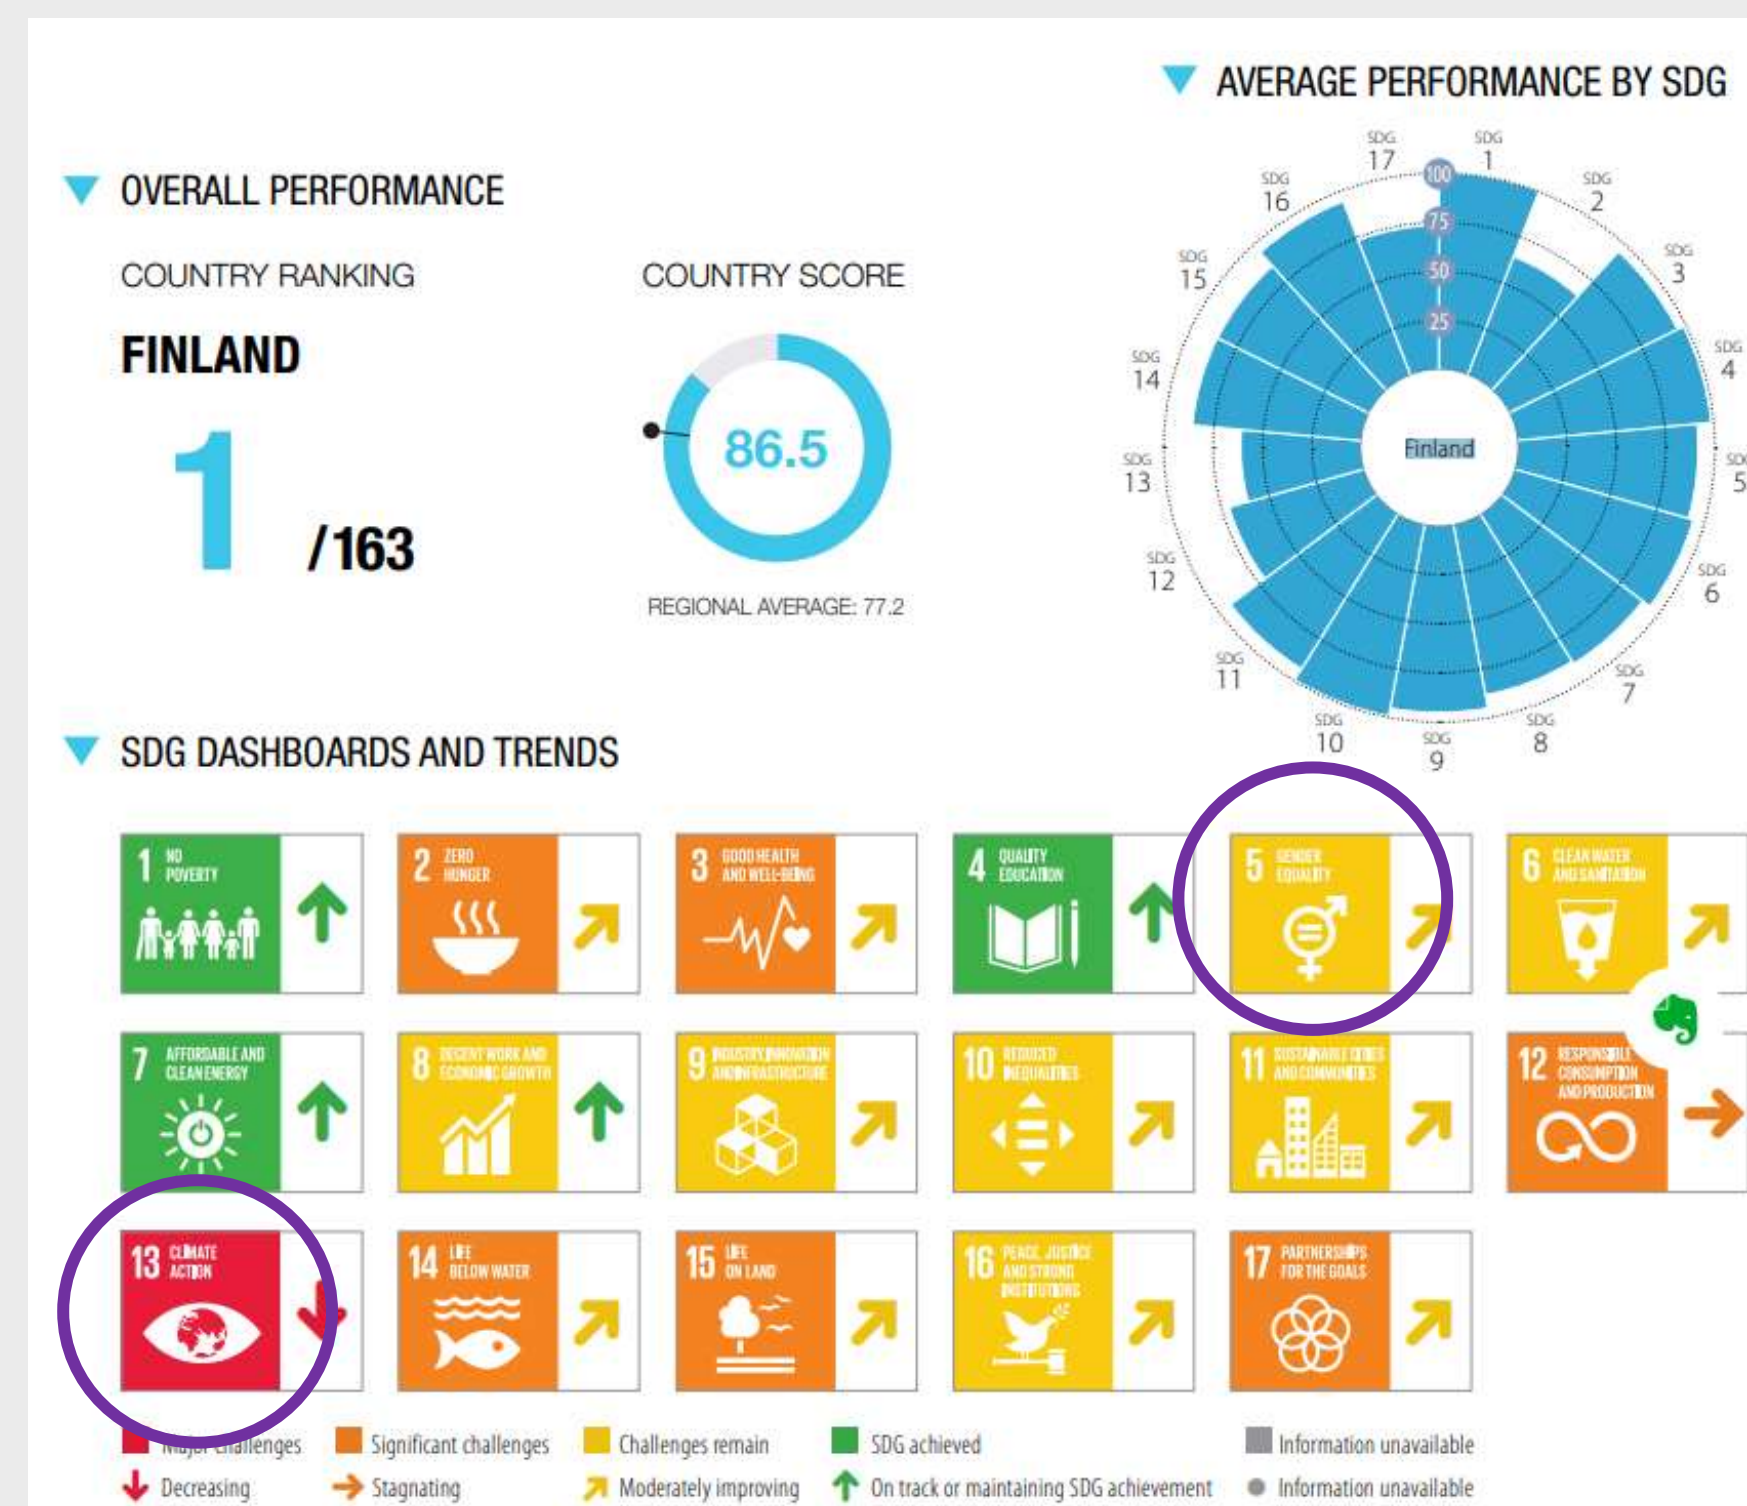 AVERAGE PERFORMANCE BY SDG
OVERALL PERFORMANCE
COUNTRY RANKING
FINLAND
1 /163
COUNTRY SCORE
86.5
REGIONAL AVERAGE: 77.2
SDG 1
SDG 2
SDG 3
SDG 4
SDG 5
SDG 6
SDG 7
SDG 8
SDG 9
SDG 10
SDG 11
SDG 12
SDG 13
SDG 14
SDG 15
SDG 16
SDG 17
100
75
50
25
Finland
SDG DASHBOARDS AND TRENDS
1 NO
POVERTY
2 ZERO
HUNGER
3 GOOD HEALTH
AND WELL-BEING
4 QUALITY
EDUCATION
5 GENDER
EQUALITY
6 CLEAN WATER
AND SANITATION
7 AFFORDABLE AND
CLEAN ENERGY
8 DECENT WORK AND
ECONOMIC GROWTH
9 INDUSTRY, INNOVATION
AND INFRASTRUCTURE
10 REDUCED
INEQUALITIES
11 SUSTAINABLE CITIES
AND COMMUNITIES
12 RESPONSIBLE
CONSUMPTION
AND PRODUCTION
13 CLIMATE
ACTION
14 LIFE
BELOW WATER
15 LIFE
ON LAND
16 PEACE, JUSTICE
AND STRONG
INSTITUTIONS
17 PARTNERSHIPS
FOR THE GOALS
Major challenges
Significant challenges
Challenges remain
SDG achieved
Information unavailable
Decreasing
Stagnating
Moderately improving
On track or maintaining SDG achievement
Information unavailable